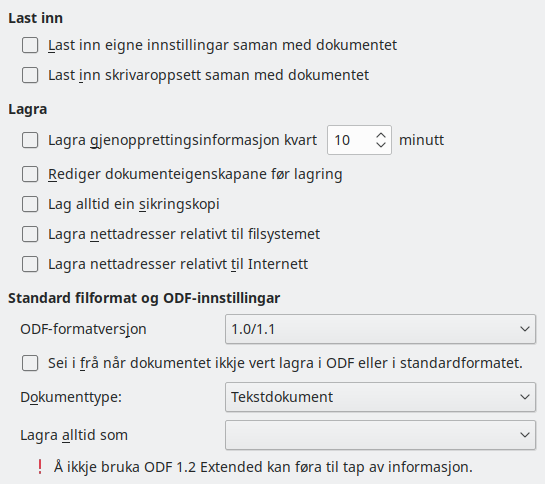 Last inn
Last inn eigne innstillingar saman med dokumentet
Last inn skrivaroppsett saman med dokumentet
Lagra
Lagra gjenopprettingsinformasjon kvart 10 minutt
Rediger dokumenteigenskapane før lagring
Lag alltid ein sikringskopi
Lagra nettadresser relativt til filsystemet
Lagra nettadresser relativt til Internett
Standard filformat og ODF-innstillingar
ODF-formatversjon 1.0/1.1
Sei i frå når dokumentet ikkje vert lagra i ODF eller i standardformatet.
Dokumenttype: Tekstdokument
Lagra alltid som
! Å ikkje bruka ODF 1.2 Extended kan føra til tap av informasjon.